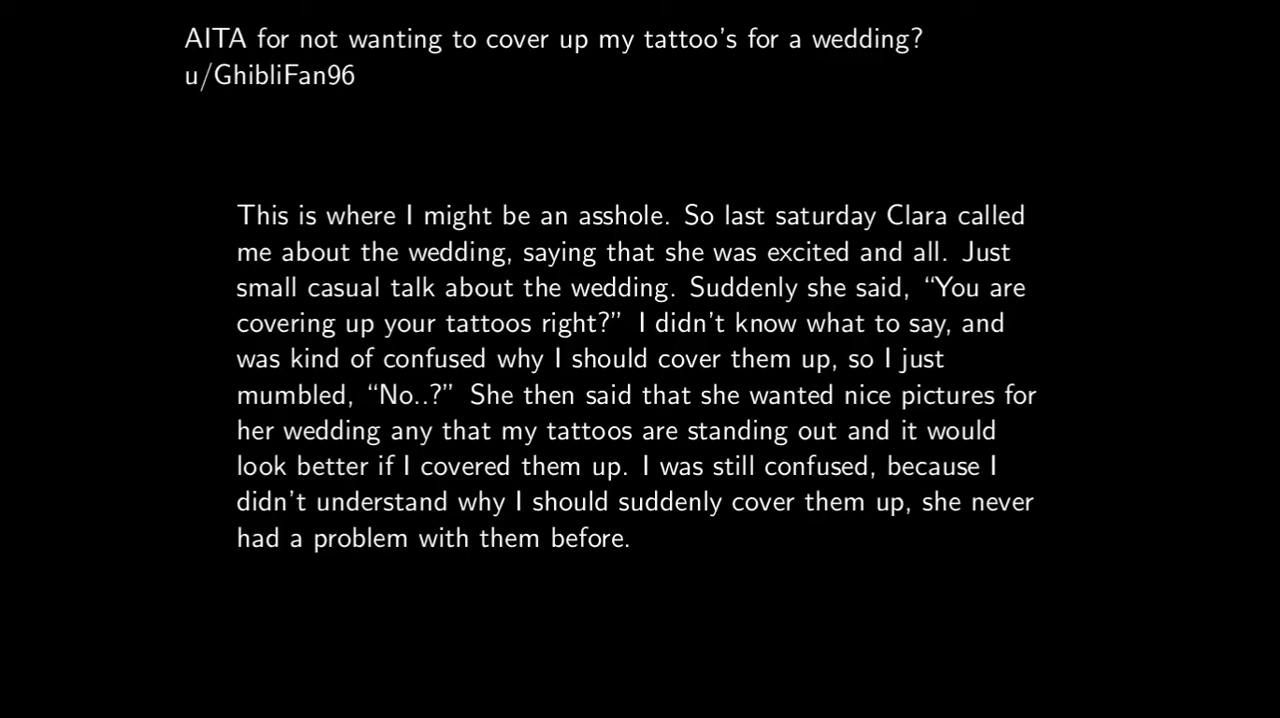 AITA for not wanting to cover up my tattoo's for a wedding?
u/GhibliFan96
This is where I might be an asshole. So last saturday Clara called
me about the wedding, saying that she was excited and all. Just
small casual talk about the wedding. Suddenly she said, “You are
covering up your tattoos right?” I didn't know what to say, and
was kind of confused why I should cover them up, so I just
mumbled, “No..?” She then said that she wanted nice pictures for
her wedding any that my tattoos are standing out and it would
look better if I covered them up. I was still confused, because I
didn't understand why I should suddenly cover them up, she never
had a problem with them before.